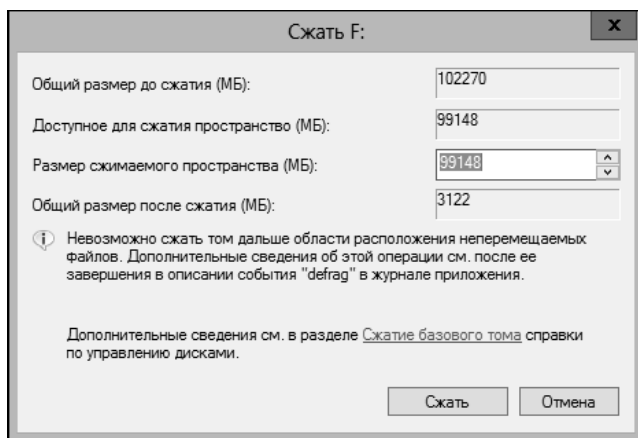 Сжать F:
x
Общий размер до сжатия (МБ): 102270
Доступное для сжатия пространство (МБ): 99148
Размер сжимаемого пространства (МБ): 99148
Общий размер после сжатия (МБ): 3122
Невозможно сжать том дальше области расположения неперемещаемых
файлов. Дополнительные сведения об этой операции см. после ее
завершения в описании события "defrag" в журнале приложения.
Дополнительные сведения см. в разделе Сжатие базового тома справки
по управлению дисками.
Сжать Отмена